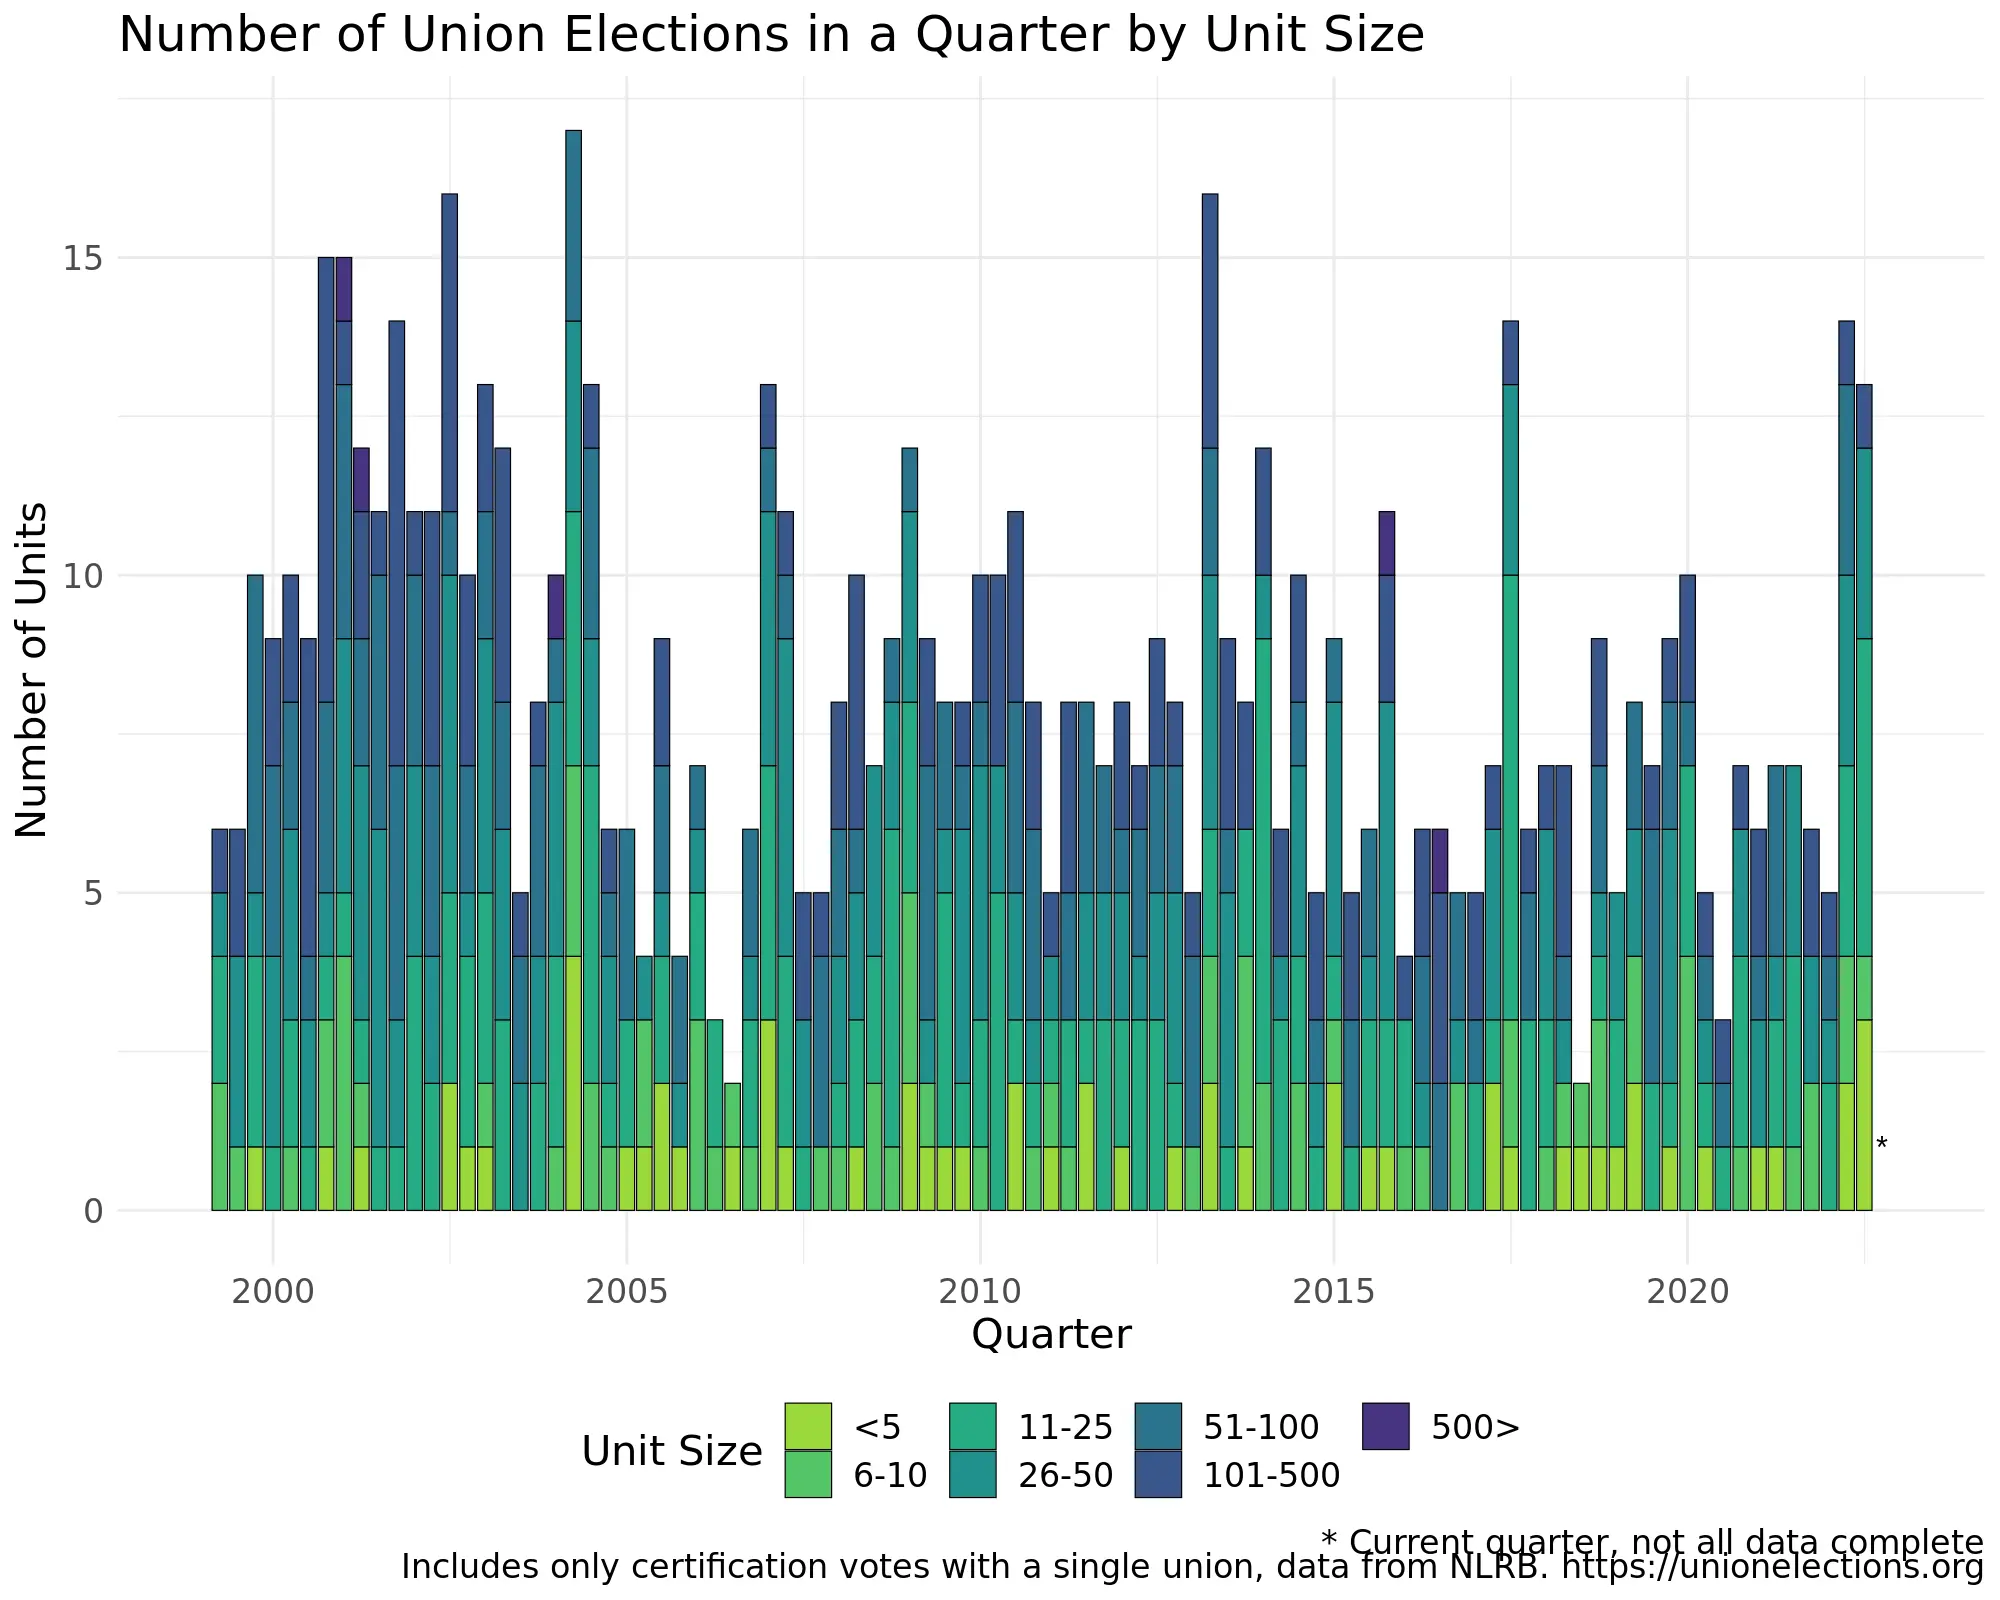 Number of Union Elections in a Quarter by Unit Size
Number of Units
15
10
5
0
*
2000 2005 2010 2015 2020
Quarter
Unit Size
<5 11-25 51-100 500>
6-10 26-50 101-500
* Current quarter, not all data complete
Includes only certification votes with a single union, data from NLRB. https://unionelections.org